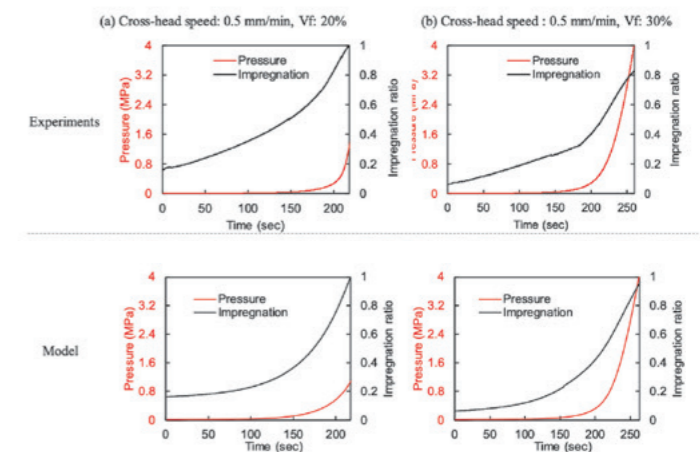 (a) Cross-head speed: 0.5 mm/min, Vf: 20%
(b) Cross-head speed : 0.5 mm/min, Vf: 30%
Experiments
Pressure (MPa)
4
3.2
2.4
1.6
0.8
0
Pressure
Impregnation
1
0.8
0.6
0.4
0.2
0
Impregnation ratio
0 50 100 150 200
Time (sec)
4
3.2
2.4
1.6
0.8
0
Pressure
Impregnation
1
0.8
0.6
0.4
0.2
0
Impregnation ratio
0 50 100 150 200 250
Time (sec)
Model
Pressure (MPa)
4
3.2
2.4
1.6
0.8
0
Pressure
Impregnation
1
0.8
0.6
0.4
0.2
0
Impregnation ratio
0 50 100 150 200
Time (sec)
Pressure (MPa)
4
3.2
2.4
1.6
0.8
0
Pressure
Impregnation
1
0.8
0.6
0.4
0.2
0
Impregnation ratio
0 50 100 150 200 250
Time (sec)